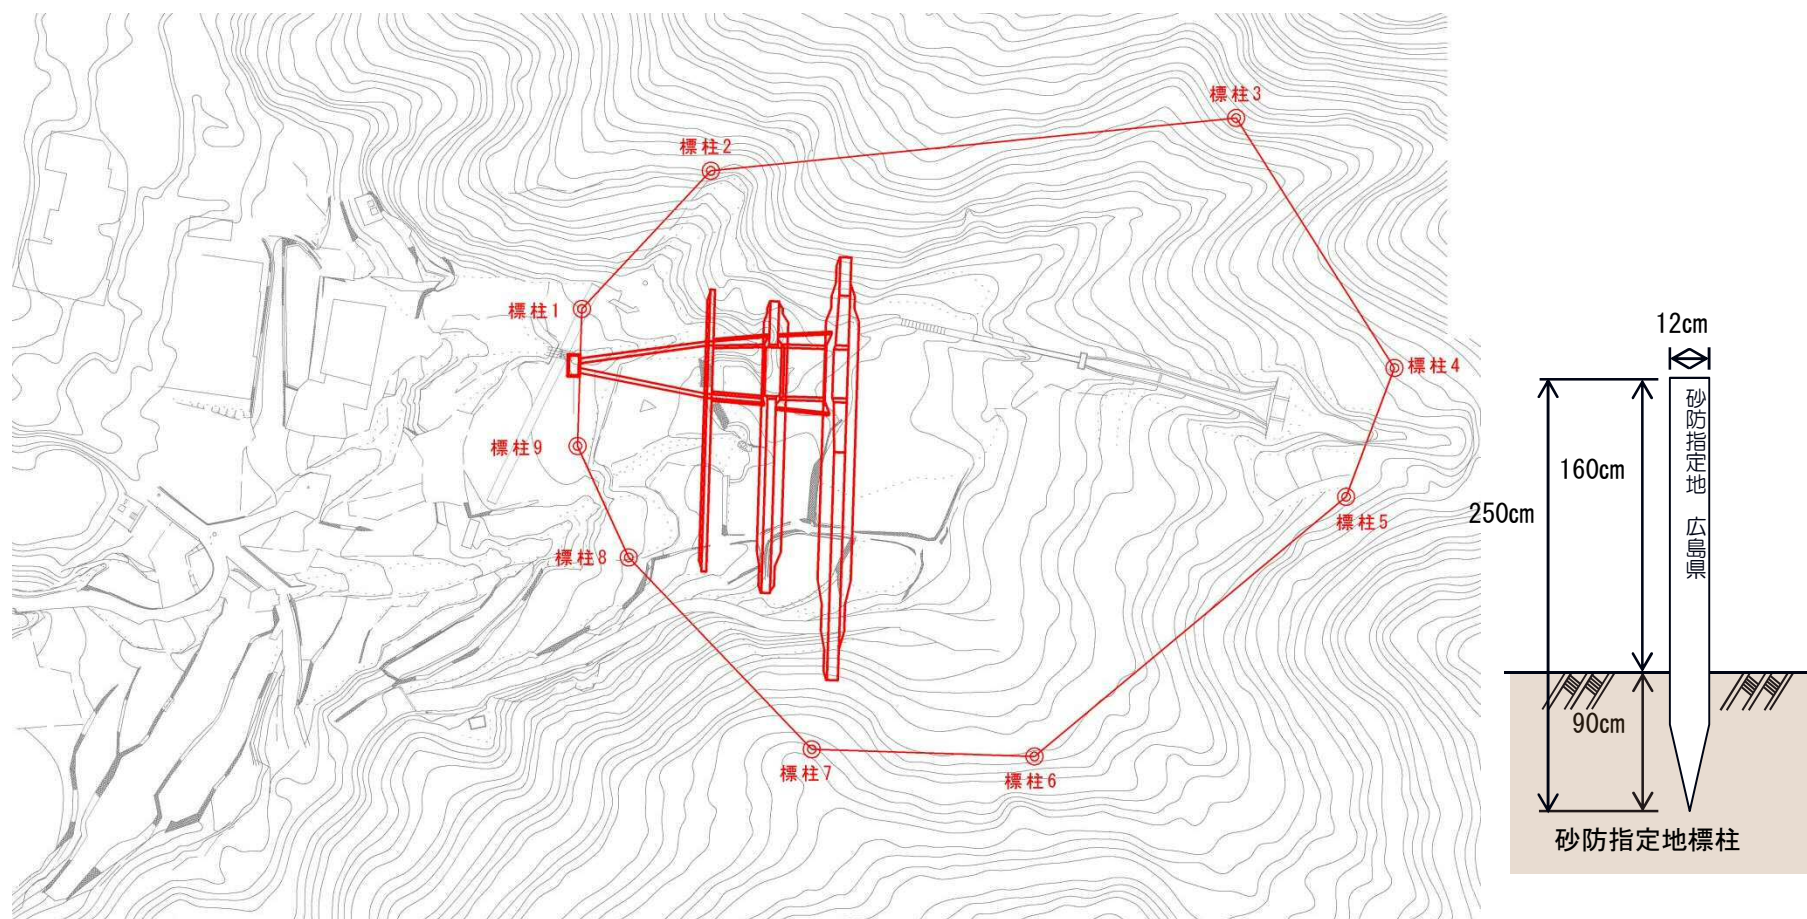 標柱3
標柱2
標柱1
標柱4
標柱9
標柱5
標柱8
標柱7
標柱6
12cm
160cm
250cm
90cm
砂防指定地 広島県
砂防指定地標柱